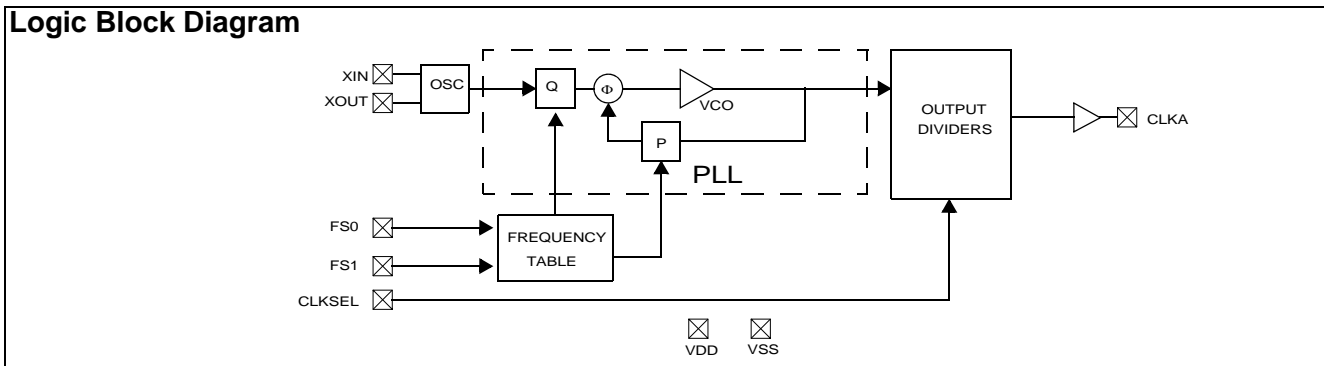 Logic Block Diagram
XIN
XOUT
OSC
Q
Φ
VCO
P
PLL
OUTPUT
DIVIDERS
CLKA
FS0
FS1
CLKSEL
FREQUENCY
TABLE
VDD
VSS